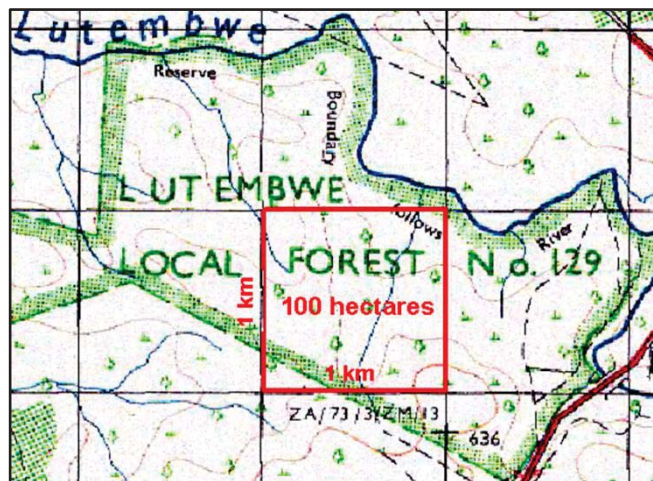 Lutembwe
Reserve
Boundary
LUTEMBWE
follows
River
LOCAL FOREST No. 129
100 hectares
1 km
1 km
ZA/73/3/ZM/13
636